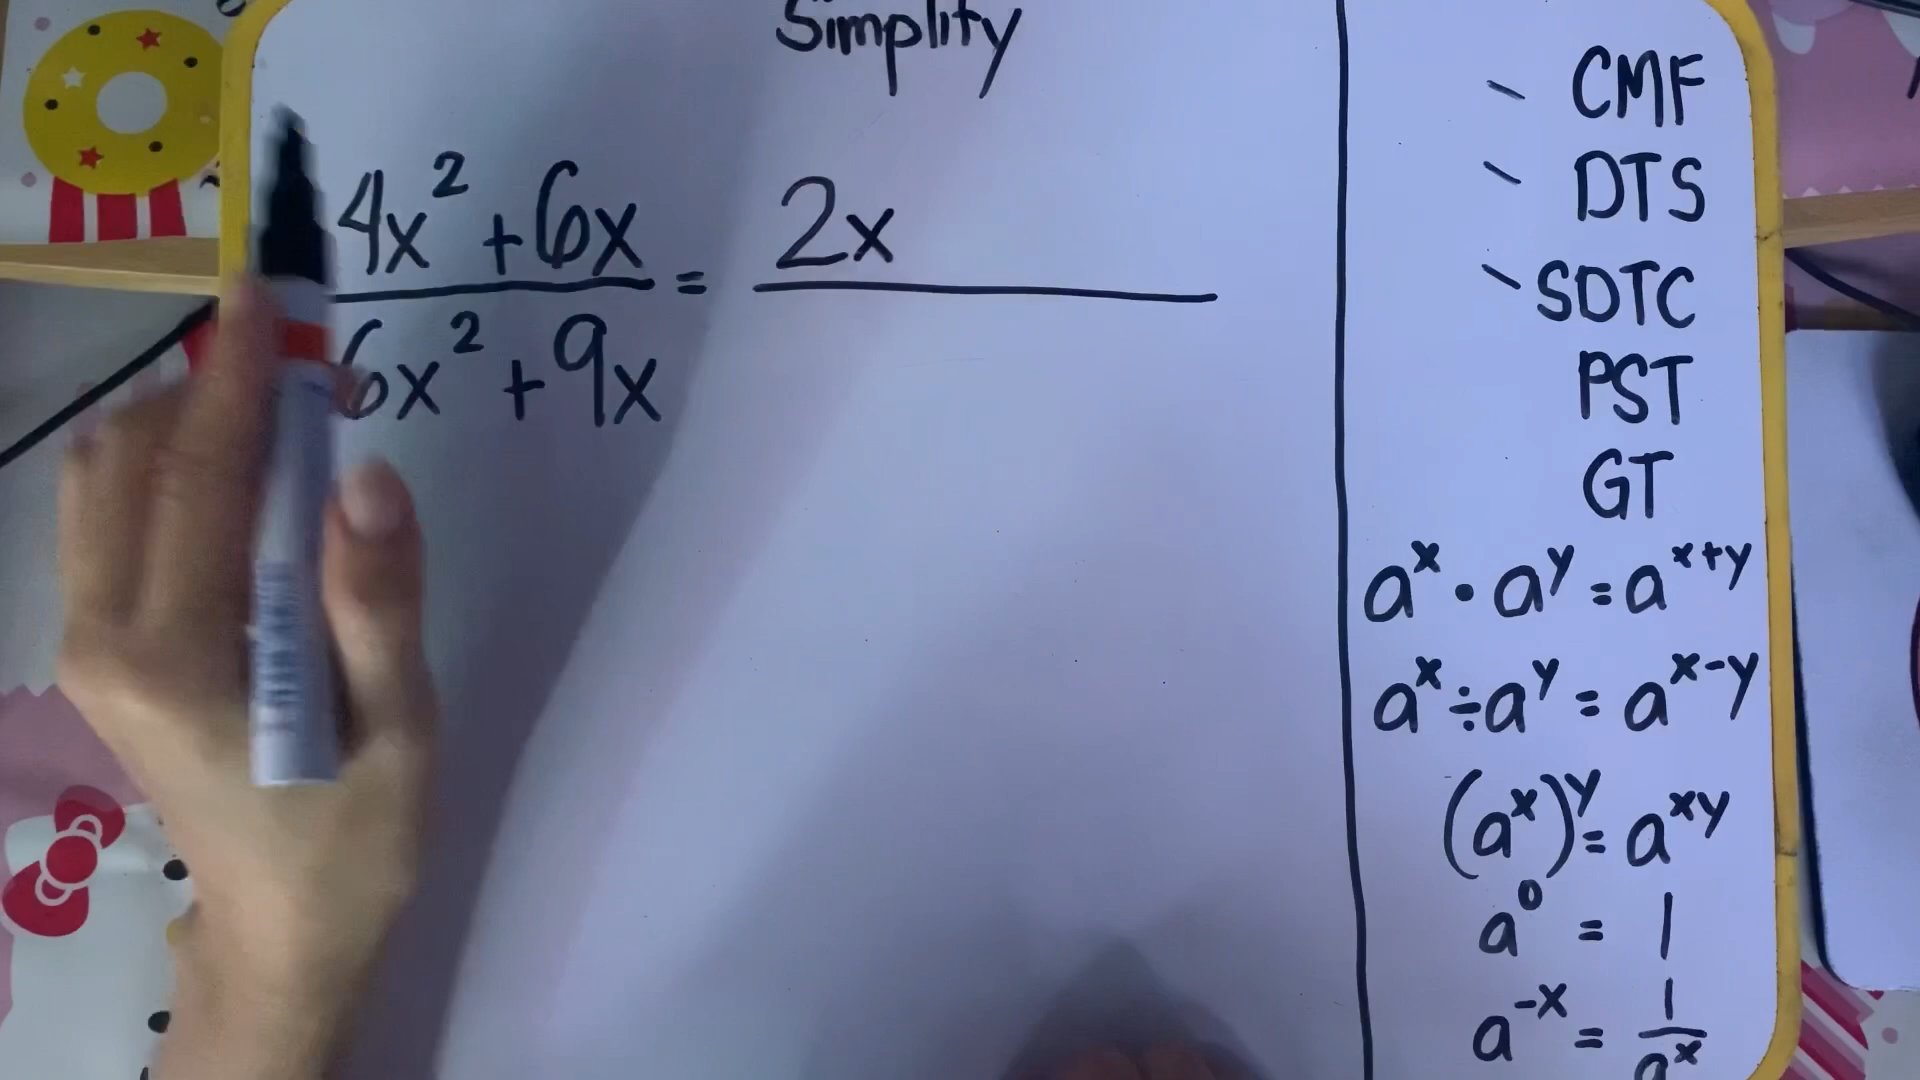 Simplify
4x² + 6x / 6x² + 9x = 2x /
CMF
DTS
SDTC
PST
GT
aˣ · aʸ = aˣ⁺ʸ
aˣ ÷ aʸ = aˣ⁻ʸ
(aˣ)ʸ = aˣʸ
a⁰ = 1
a⁻ˣ = 1/aˣ